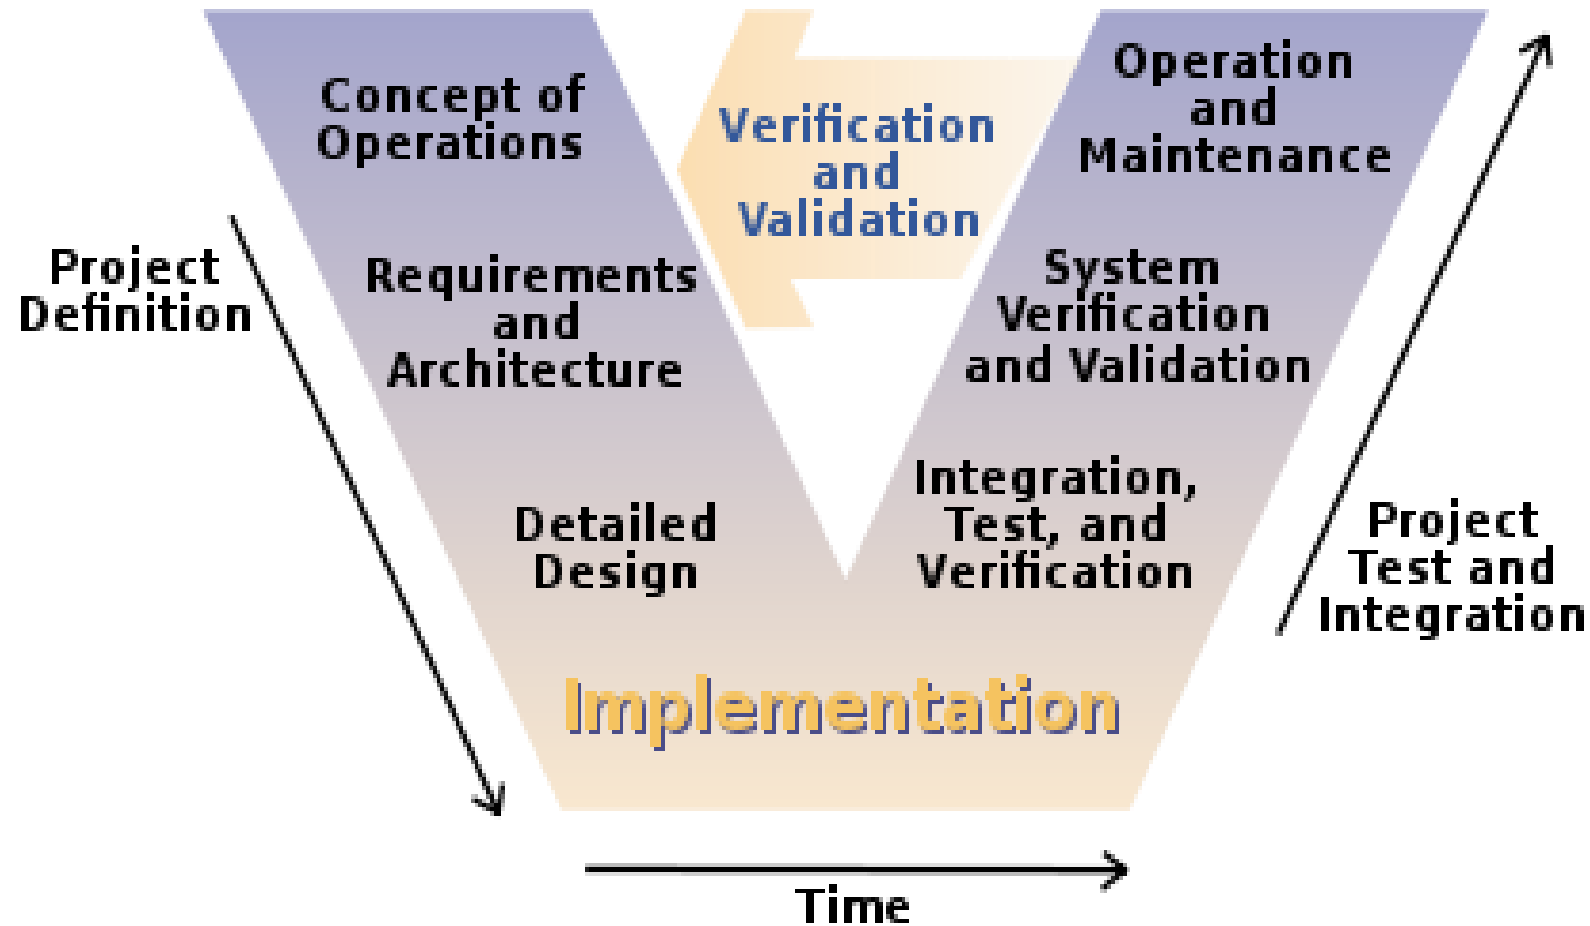 Concept of
Operations
Verification
and
Validation
Operation
and
Maintenance
Project
Definition
Requirements
and
Architecture
System
Verification
and Validation
Detailed
Design
Integration,
Test, and
Verification
Project
Test and
Integration
Implementation
Time